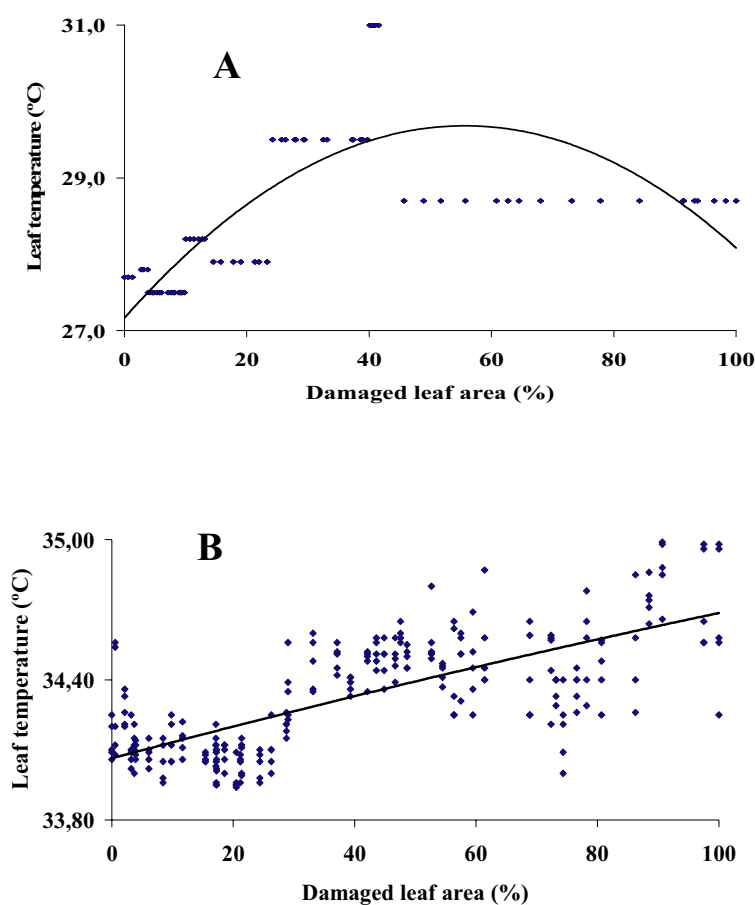 31,0
A
Leaf temperature (ºC)
29,0
27,0
0 20 40 60 80 100
Damaged leaf area (%)
35,00
B
Leaf temperature (ºC)
34,40
33,80
0 20 40 60 80 100
Damaged leaf area (%)